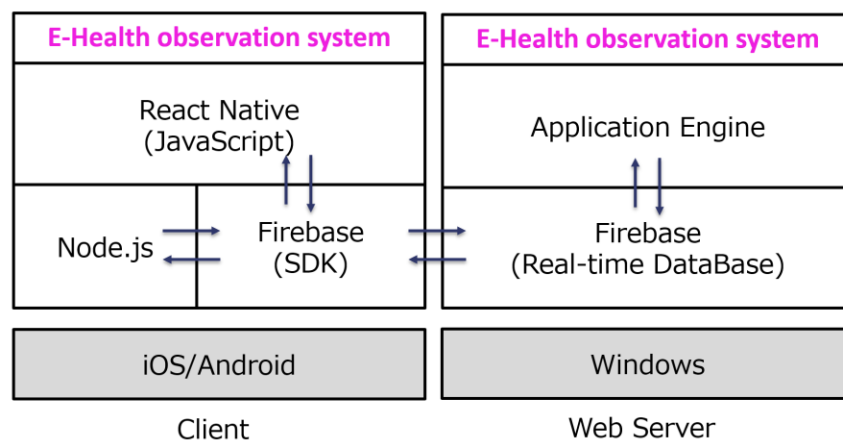 E-Health observation system
React Native
(JavaScript)
Node.js
Firebase
(SDK)
iOS/Android
Client
E-Health observation system
Application Engine
Firebase
(Real-time DataBase)
Windows
Web Server